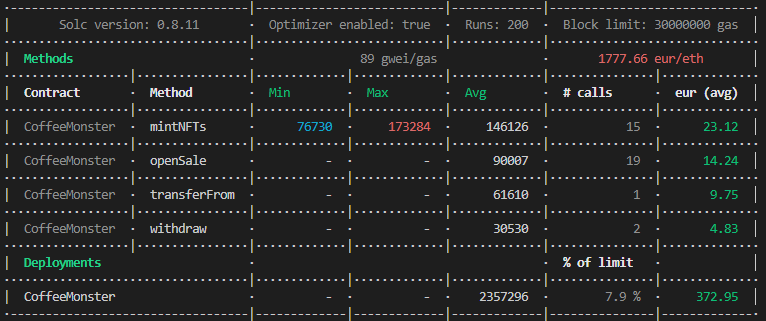 Solc version: 0.8.11 · Optimizer enabled: true · Runs: 200 · Block limit: 30000000 gas
Methods · 89 gwei/gas · 1777.66 eur/eth
Contract · Method · Min · Max · Avg · # calls · eur (avg)
CoffeeMonster · mintNFTs · 76730 · 173284 · 146126 · 15 · 23.12
CoffeeMonster · openSale · - · - · 90007 · 19 · 14.24
CoffeeMonster · transferFrom · - · - · 61610 · 1 · 9.75
CoffeeMonster · withdraw · - · - · 30530 · 2 · 4.83
Deployments · % of limit ·
CoffeeMonster · - · - · 2357296 · 7.9 % · 372.95